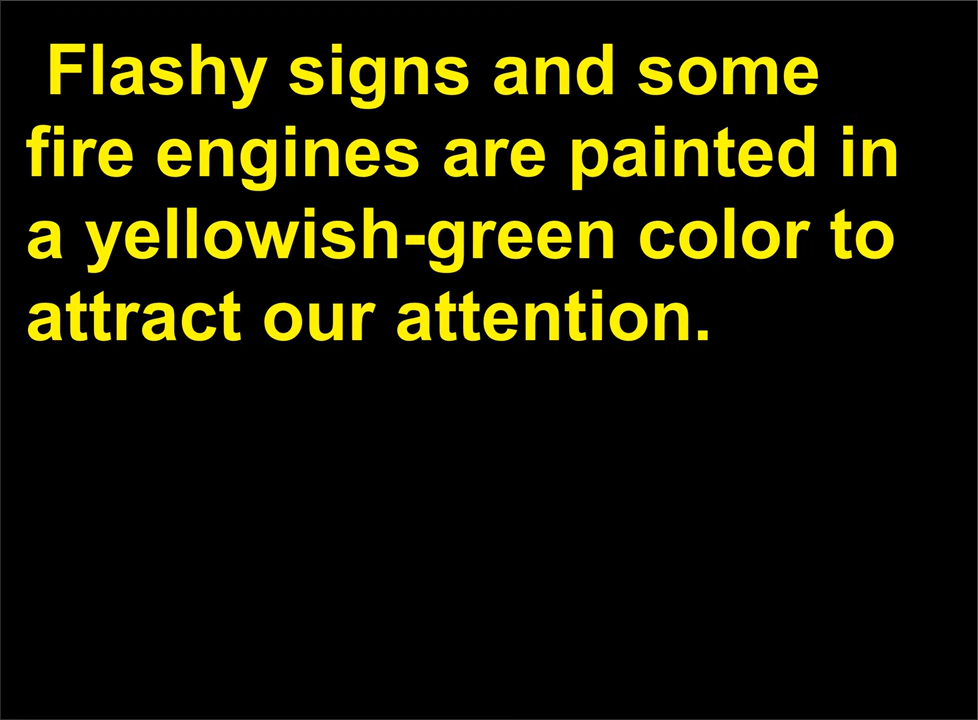 Flashy signs and some
fire engines are painted in
a yellowish-green color to
attract our attention.